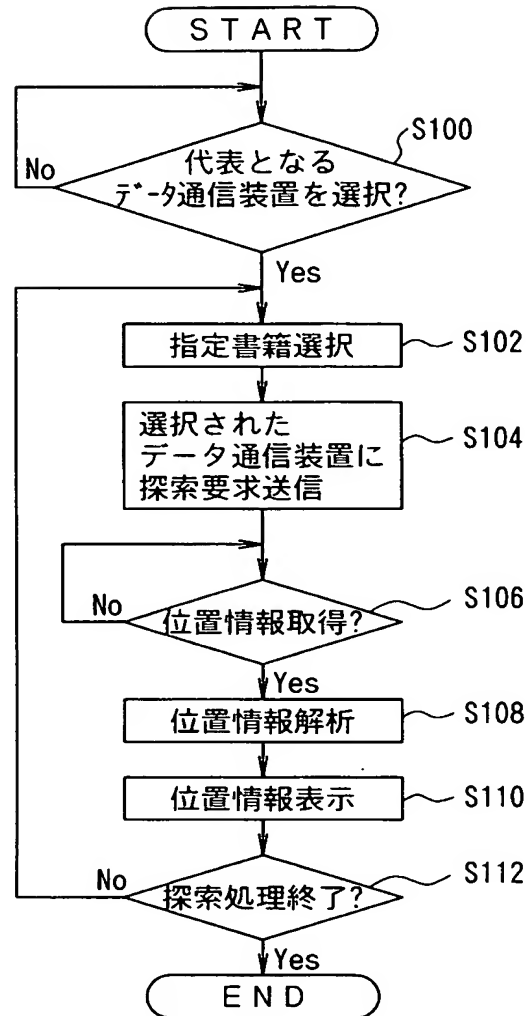 START
S100
代表となる
No
データ通信装置を選択?
Yes
指定書籍選択
S102
選択された
データ通信装置に
探索要求送信
S104
No
位置情報取得?
S106
Yes
位置情報解析
S108
位置情報表示
S110
No
探索処理終了?
S112
Yes
END